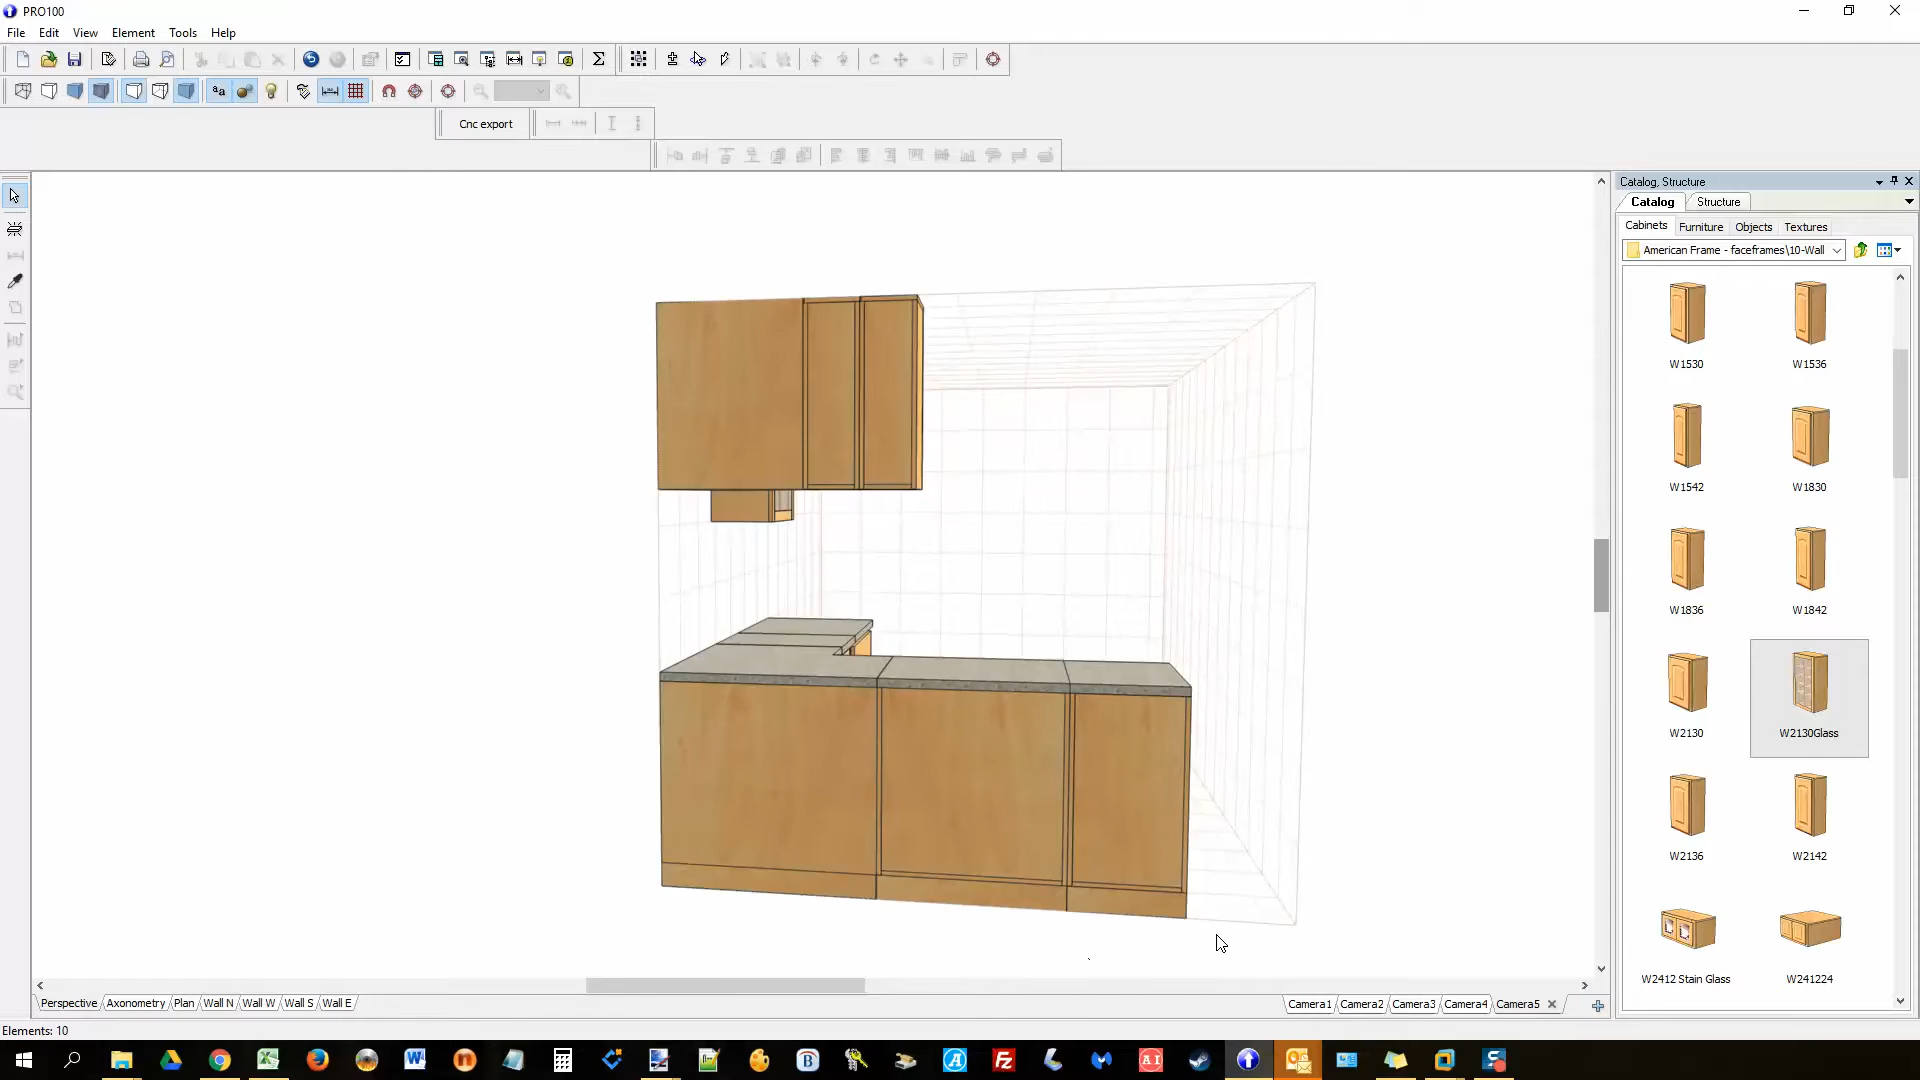 PRO100
File Edit View Element Tools Help
aa
Cnc export
Catalog, Structure
Catalog Structure
Cabinets Furniture Objects Textures
American Frame - faceframes\10-Wall
W1530 W1536
W1542 W1830
W1836 W1842
W2130 W2130Glass
W2136 W2142
W2412 Stain Glass W241224
Perspective Axonometry Plan Wall N Wall W Wall S Wall E
Camera1 Camera2 Camera3 Camera4 Camera5
Elements: 10